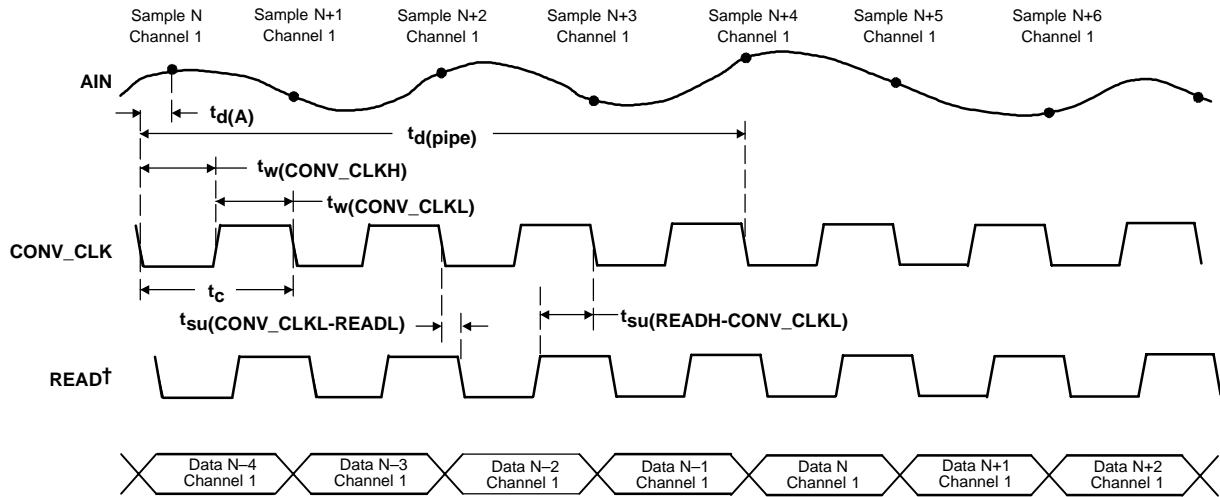 Sample N Sample N+1 Sample N+2 Sample N+3 Sample N+4 Sample N+5 Sample N+6
Channel 1 Channel 1 Channel 1 Channel 1 Channel 1 Channel 1 Channel 1
AIN
td(A)
td(pipe)
tw(CONV_CLKH)
tw(CONV_CLKL)
CONV_CLK
tc
tsu(CONV_CLKL-READL) tsu(READH-CONV_CLKL)
READ†
Data N–4 Data N–3 Data N–2 Data N–1 Data N Data N+1 Data N+2
Channel 1 Channel 1 Channel 1 Channel 1 Channel 1 Channel 1 Channel 1